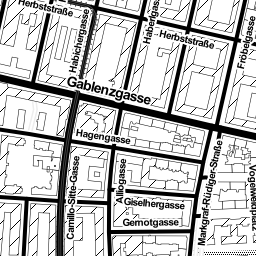 Herbststraße
Habichergasse
Haberlgasse
Herbststraße
Fröbelgasse
Gablenzgasse
Hagengasse
Camillo-Sitte-Gasse
Alliogasse
Giselhergasse
Gernotgasse
Markgraf-Rüdiger-Straße